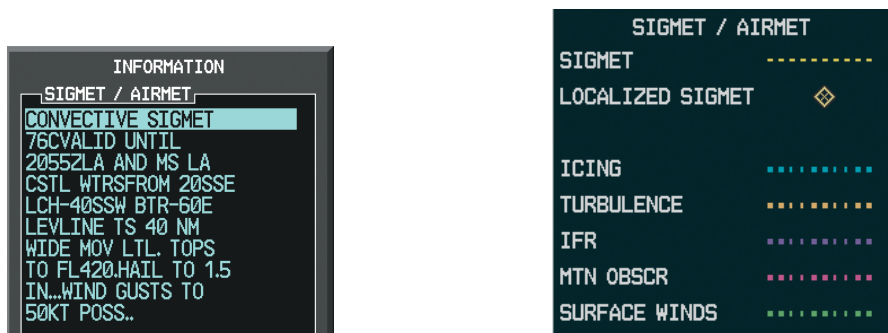 INFORMATION
SIGMET / AIRMET
CONVECTIVE SIGMET
76CVALID UNTIL
2055ZLA AND MS LA
CSTL WTRSFROM 20SSE
LCH-40SSW BTR-60E
LEVLINE TS 40 NM
WIDE MOV LTL. TOPS
TO FL420.HAIL TO 1.5
IN...WIND GUSTS TO
50KT POSS..
SIGMET / AIRMET
SIGMET
LOCALIZED SIGMET
ICING
TURBULENCE
IFR
MTN OBSCR
SURFACE WINDS